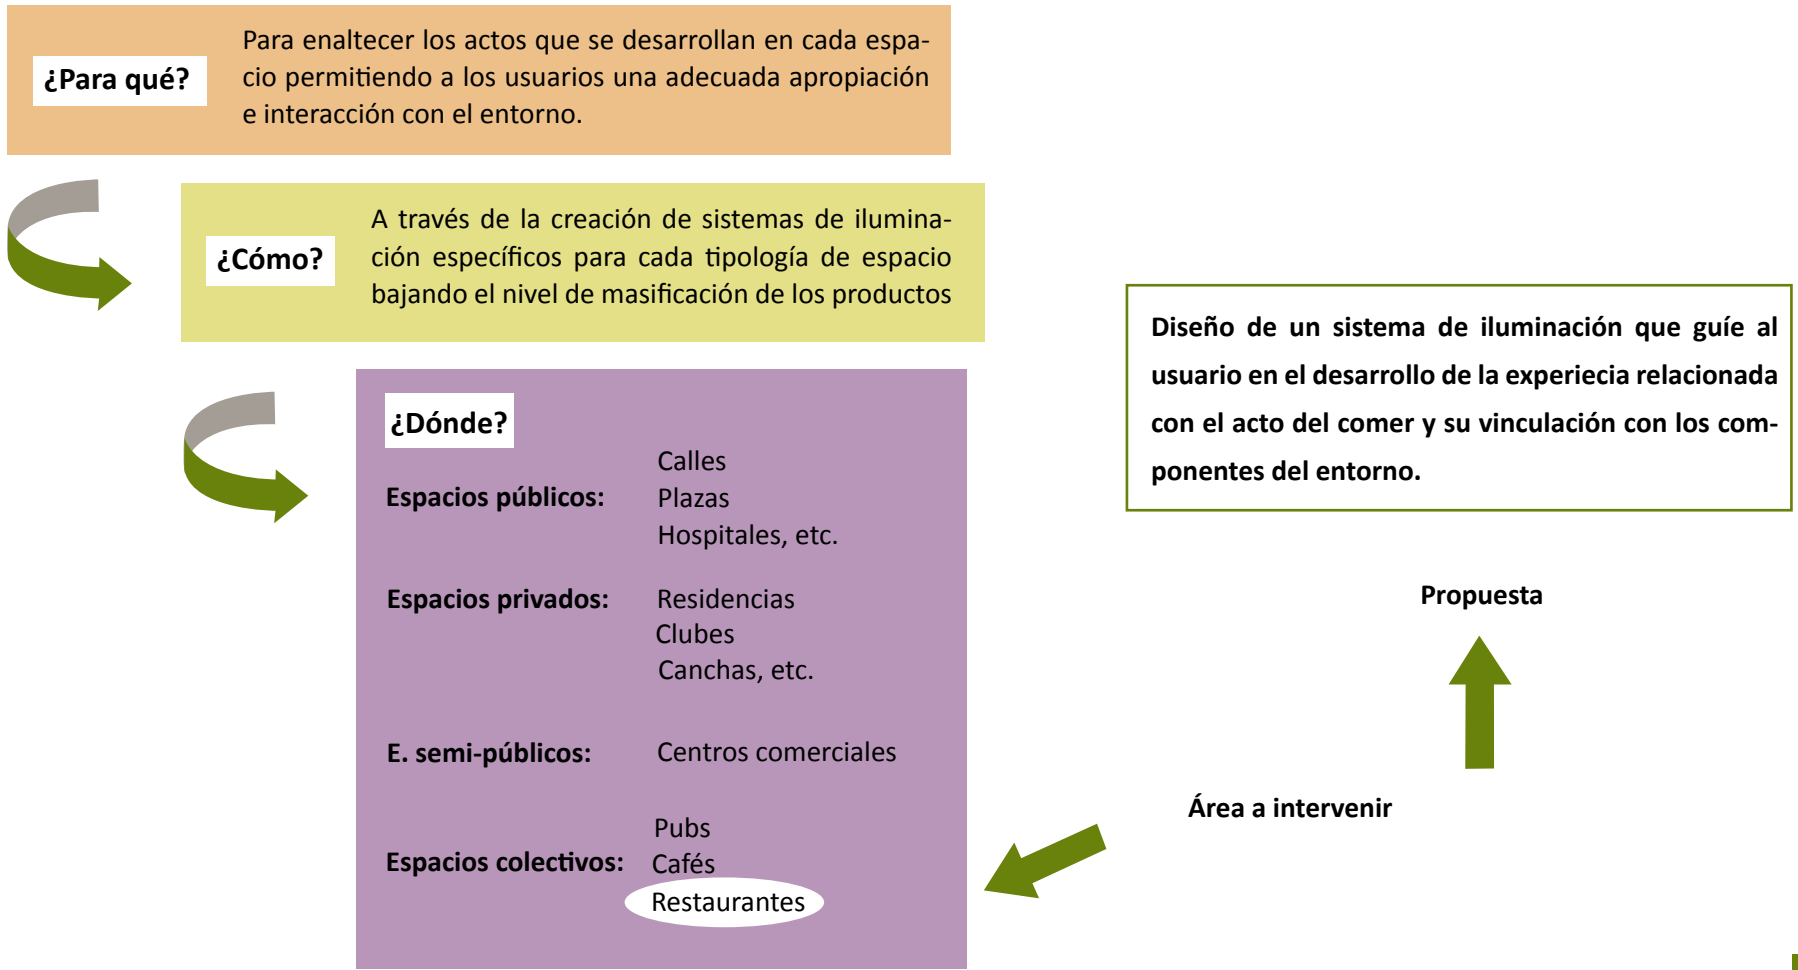 ¿Para qué?
Para enaltecer los actos que se desarrollan en cada espa-
cio permitiendo a los usuarios una adecuada apropiación
e interacción con el entorno.
¿Cómo?
A través de la creación de sistemas de ilumina-
ción específicos para cada tipología de espacio
bajando el nivel de masificación de los productos
¿Dónde?
Espacios públicos:
Calles
Plazas
Hospitales, etc.
Espacios privados:
Residencias
Clubes
Canchas, etc.
E. semi-públicos:
Centros comerciales
Espacios colectivos:
Pubs
Cafés
Restaurantes
Área a intervenir
Propuesta
Diseño de un sistema de iluminación que guíe al
usuario en el desarrollo de la experiecia relacionada
con el acto del comer y su vinculación con los com-
ponentes del entorno.